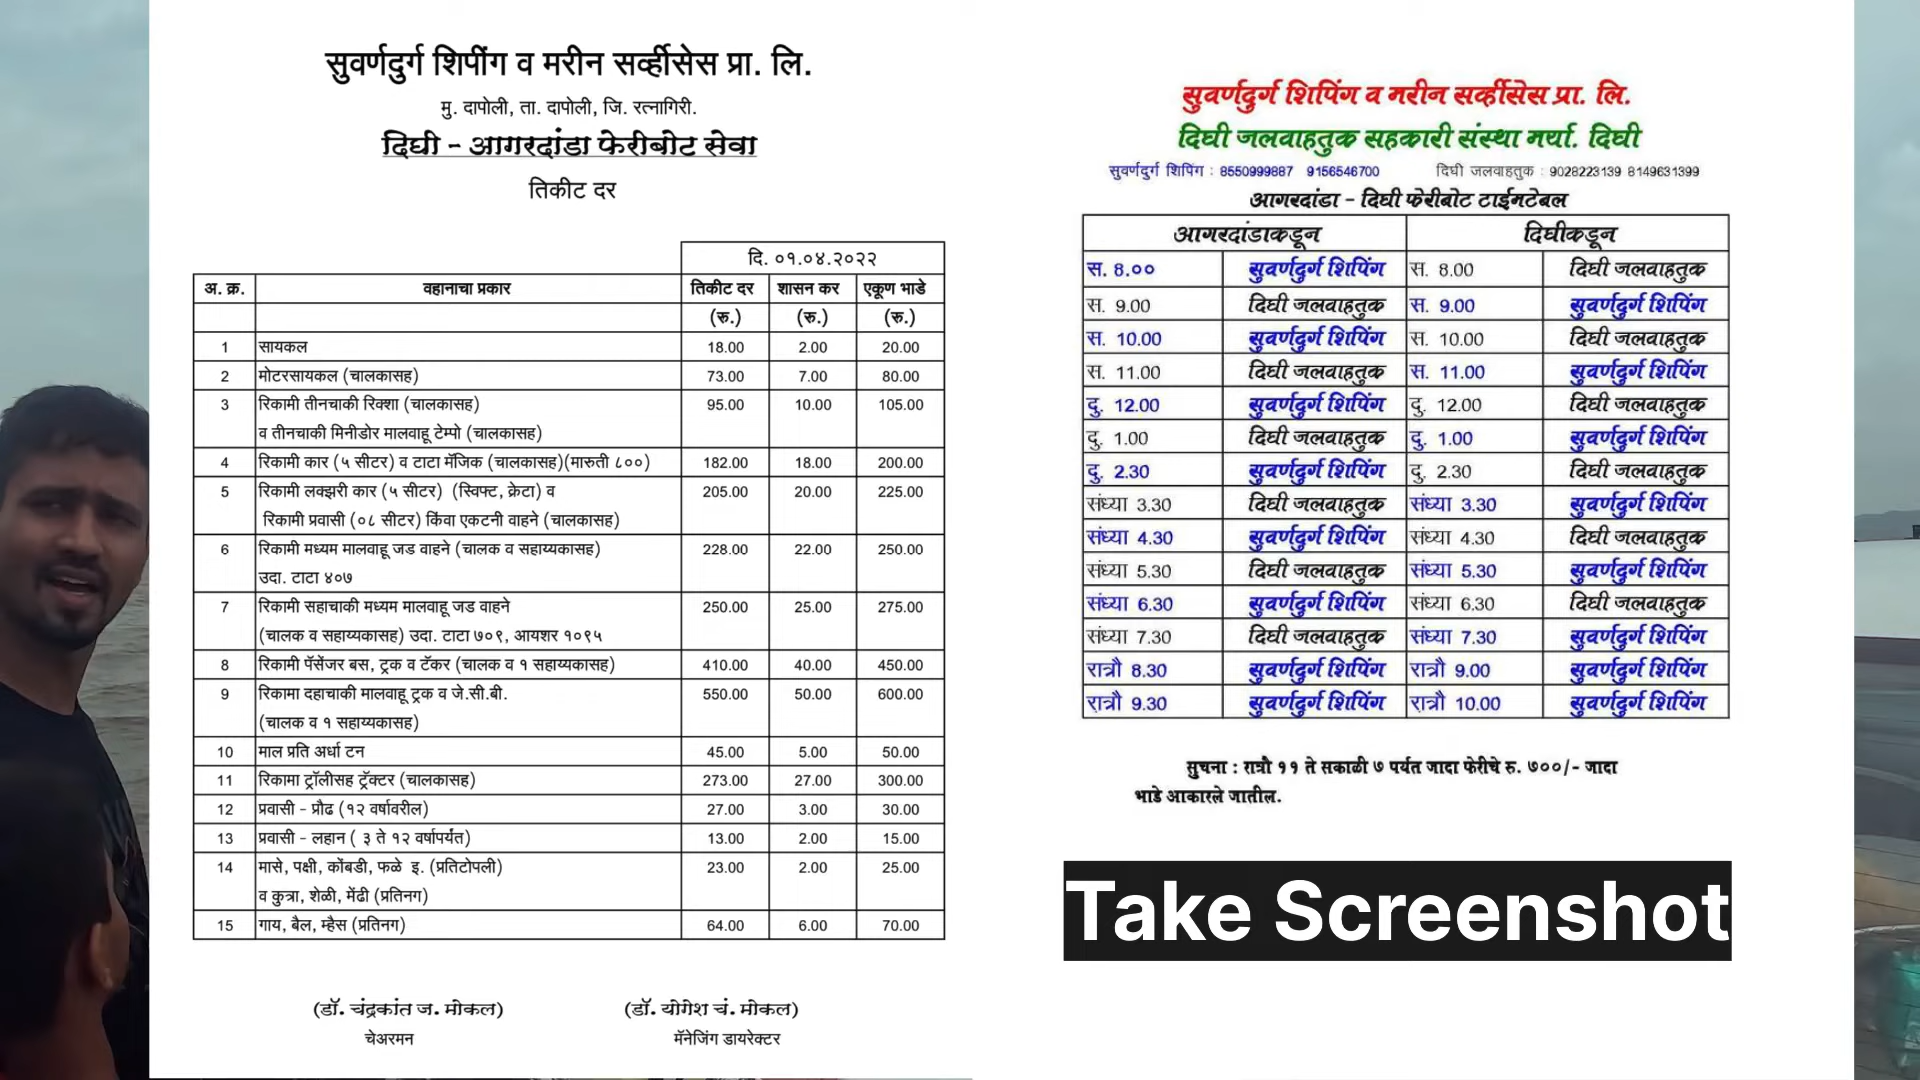 सुवर्णदुर्ग शिपींग व मरीन सर्व्हीसेस प्रा. लि.
मु. दापोली, ता. दापोली, जि. रत्नागिरी.
दिघी - आगरदांडा फेरीबोट सेवा
तिकीट दर
दि. ०१.०४.२०२२
अ. क्र. वहानाचा प्रकार तिकीट दर शासन कर एकूण भाडे
(रु.) (रु.) (रु.)
1 सायकल 18.00 2.00 20.00
2 मोटरसायकल (चालकासह) 73.00 7.00 80.00
3 रिकामी तीनचाकी रिक्शा (चालकासह) 95.00 10.00 105.00
व तीनचाकी मिनीडोर मालवाहू टेम्पो (चालकासह)
4 रिकामी कार (५ सीटर) व टाटा मॅजिक (चालकासह)(मारुती ८००) 182.00 18.00 200.00
5 रिकामी लक्झरी कार (५ सीटर) (स्विफ्ट, क्रेटा) व 205.00 20.00 225.00
रिकामी प्रवासी (०८ सीटर) किंवा एकटनी वाहने (चालकासह)
6 रिकामी मध्यम मालवाहू जड वाहने (चालक व सहाय्यकासह) 228.00 22.00 250.00
उदा. टाटा ४०७
7 रिकामी सहाचाकी मध्यम मालवाहू जड वाहने 250.00 25.00 275.00
(चालक व सहाय्यकासह) उदा. टाटा ७०९, आयशर १०९५
8 रिकामी पॅसेंजर बस, ट्रक व टॅकर (चालक व १ सहाय्यकासह) 410.00 40.00 450.00
9 रिकामा दहाचाकी मालवाहू ट्रक व जे.सी.बी. 550.00 50.00 600.00
(चालक व १ सहाय्यकासह)
10 माल प्रति अर्धा टन 45.00 5.00 50.00
11 रिकामा ट्रॉलीसह ट्रॅक्टर (चालकासह) 273.00 27.00 300.00
12 प्रवासी - प्रौढ (१२ वर्षावरील) 27.00 3.00 30.00
13 प्रवासी - लहान ( ३ ते १२ वर्षापर्यंत) 13.00 2.00 15.00
14 मासे, पक्षी, कोंबडी, फळे इ. (प्रतिटोपली) 23.00 2.00 25.00
व कुत्रा, शेळी, मेंढी (प्रतिनग)
15 गाय, बैल, म्हैस (प्रतिनग) 64.00 6.00 70.00
(डॉ. चंद्रकांत ज. मोकल) (डॉ. योगेश चं. मोकल)
चेअरमन मॅनेजिंग डायरेक्टर
सुवर्णदुर्ग शिपिंग व मरीन सर्व्हीसेस प्रा. लि.
दिघी जलवाहतुक सहकारी संस्था मर्या. दिघी
सुवर्णदुर्ग शिपिंग : 8550999887 9156546700 दिघी जलवाहतुक : 9028223139 8149631399
आगरदांडा - दिघी फेरीबोट टाईमटेबल
आगरदांडाकडून दिघीकडून
स. 8.०० सुवर्णदुर्ग शिपिंग स. 8.00 दिघी जलवाहतुक
स. 9.00 दिघी जलवाहतुक स. 9.00 सुवर्णदुर्ग शिपिंग
स. 10.00 सुवर्णदुर्ग शिपिंग स. 10.00 दिघी जलवाहतुक
स. 11.00 दिघी जलवाहतुक स. 11.00 सुवर्णदुर्ग शिपिंग
दु. 12.00 सुवर्णदुर्ग शिपिंग दु. 12.00 दिघी जलवाहतुक
दु. 1.00 दिघी जलवाहतुक दु. 1.00 सुवर्णदुर्ग शिपिंग
दु. 2.30 सुवर्णदुर्ग शिपिंग दु. 2.30 दिघी जलवाहतुक
संध्या 3.30 दिघी जलवाहतुक संध्या 3.30 सुवर्णदुर्ग शिपिंग
संध्या 4.30 सुवर्णदुर्ग शिपिंग संध्या 4.30 दिघी जलवाहतुक
संध्या 5.30 दिघी जलवाहतुक संध्या 5.30 सुवर्णदुर्ग शिपिंग
संध्या 6.30 सुवर्णदुर्ग शिपिंग संध्या 6.30 दिघी जलवाहतुक
संध्या 7.30 दिघी जलवाहतुक संध्या 7.30 सुवर्णदुर्ग शिपिंग
रात्रौ 8.30 सुवर्णदुर्ग शिपिंग रात्रौ 9.00 सुवर्णदुर्ग शिपिंग
रात्रौ 9.30 सुवर्णदुर्ग शिपिंग रात्रौ 10.00 सुवर्णदुर्ग शिपिंग
सुचना : रात्रौ ११ ते सकाळी ७ पर्यत जादा फेरीचे रु. ७००/- जादा
भाडे आकारले जातील.
Take Screenshot